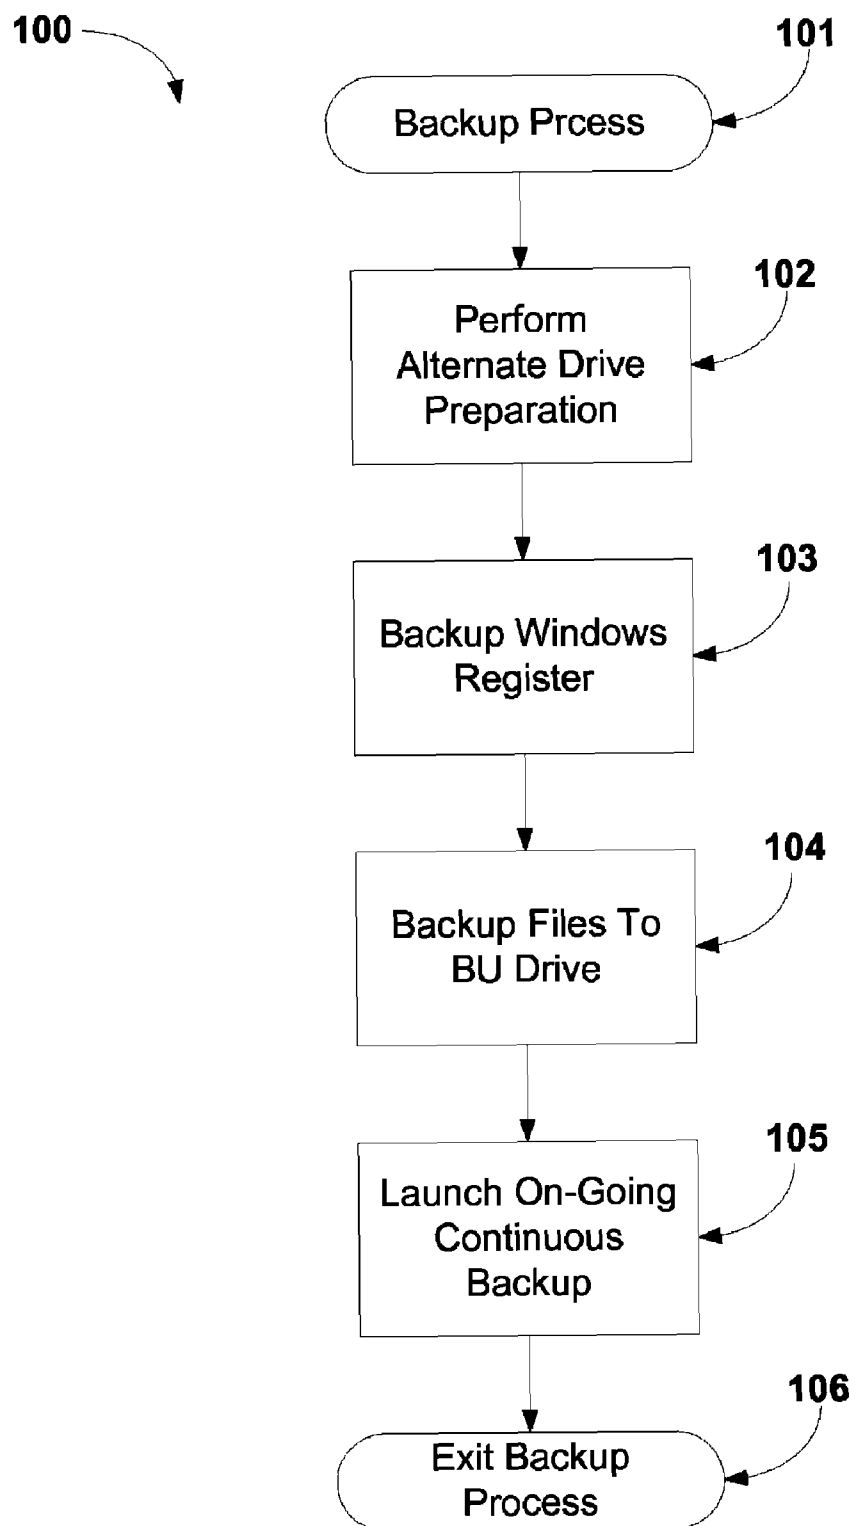 100
101
Backup Prcess
102
Perform
Alternate Drive
Preparation
103
Backup Windows
Register
104
Backup Files To
BU Drive
105
Launch On-Going
Continuous
Backup
106
Exit Backup
Process